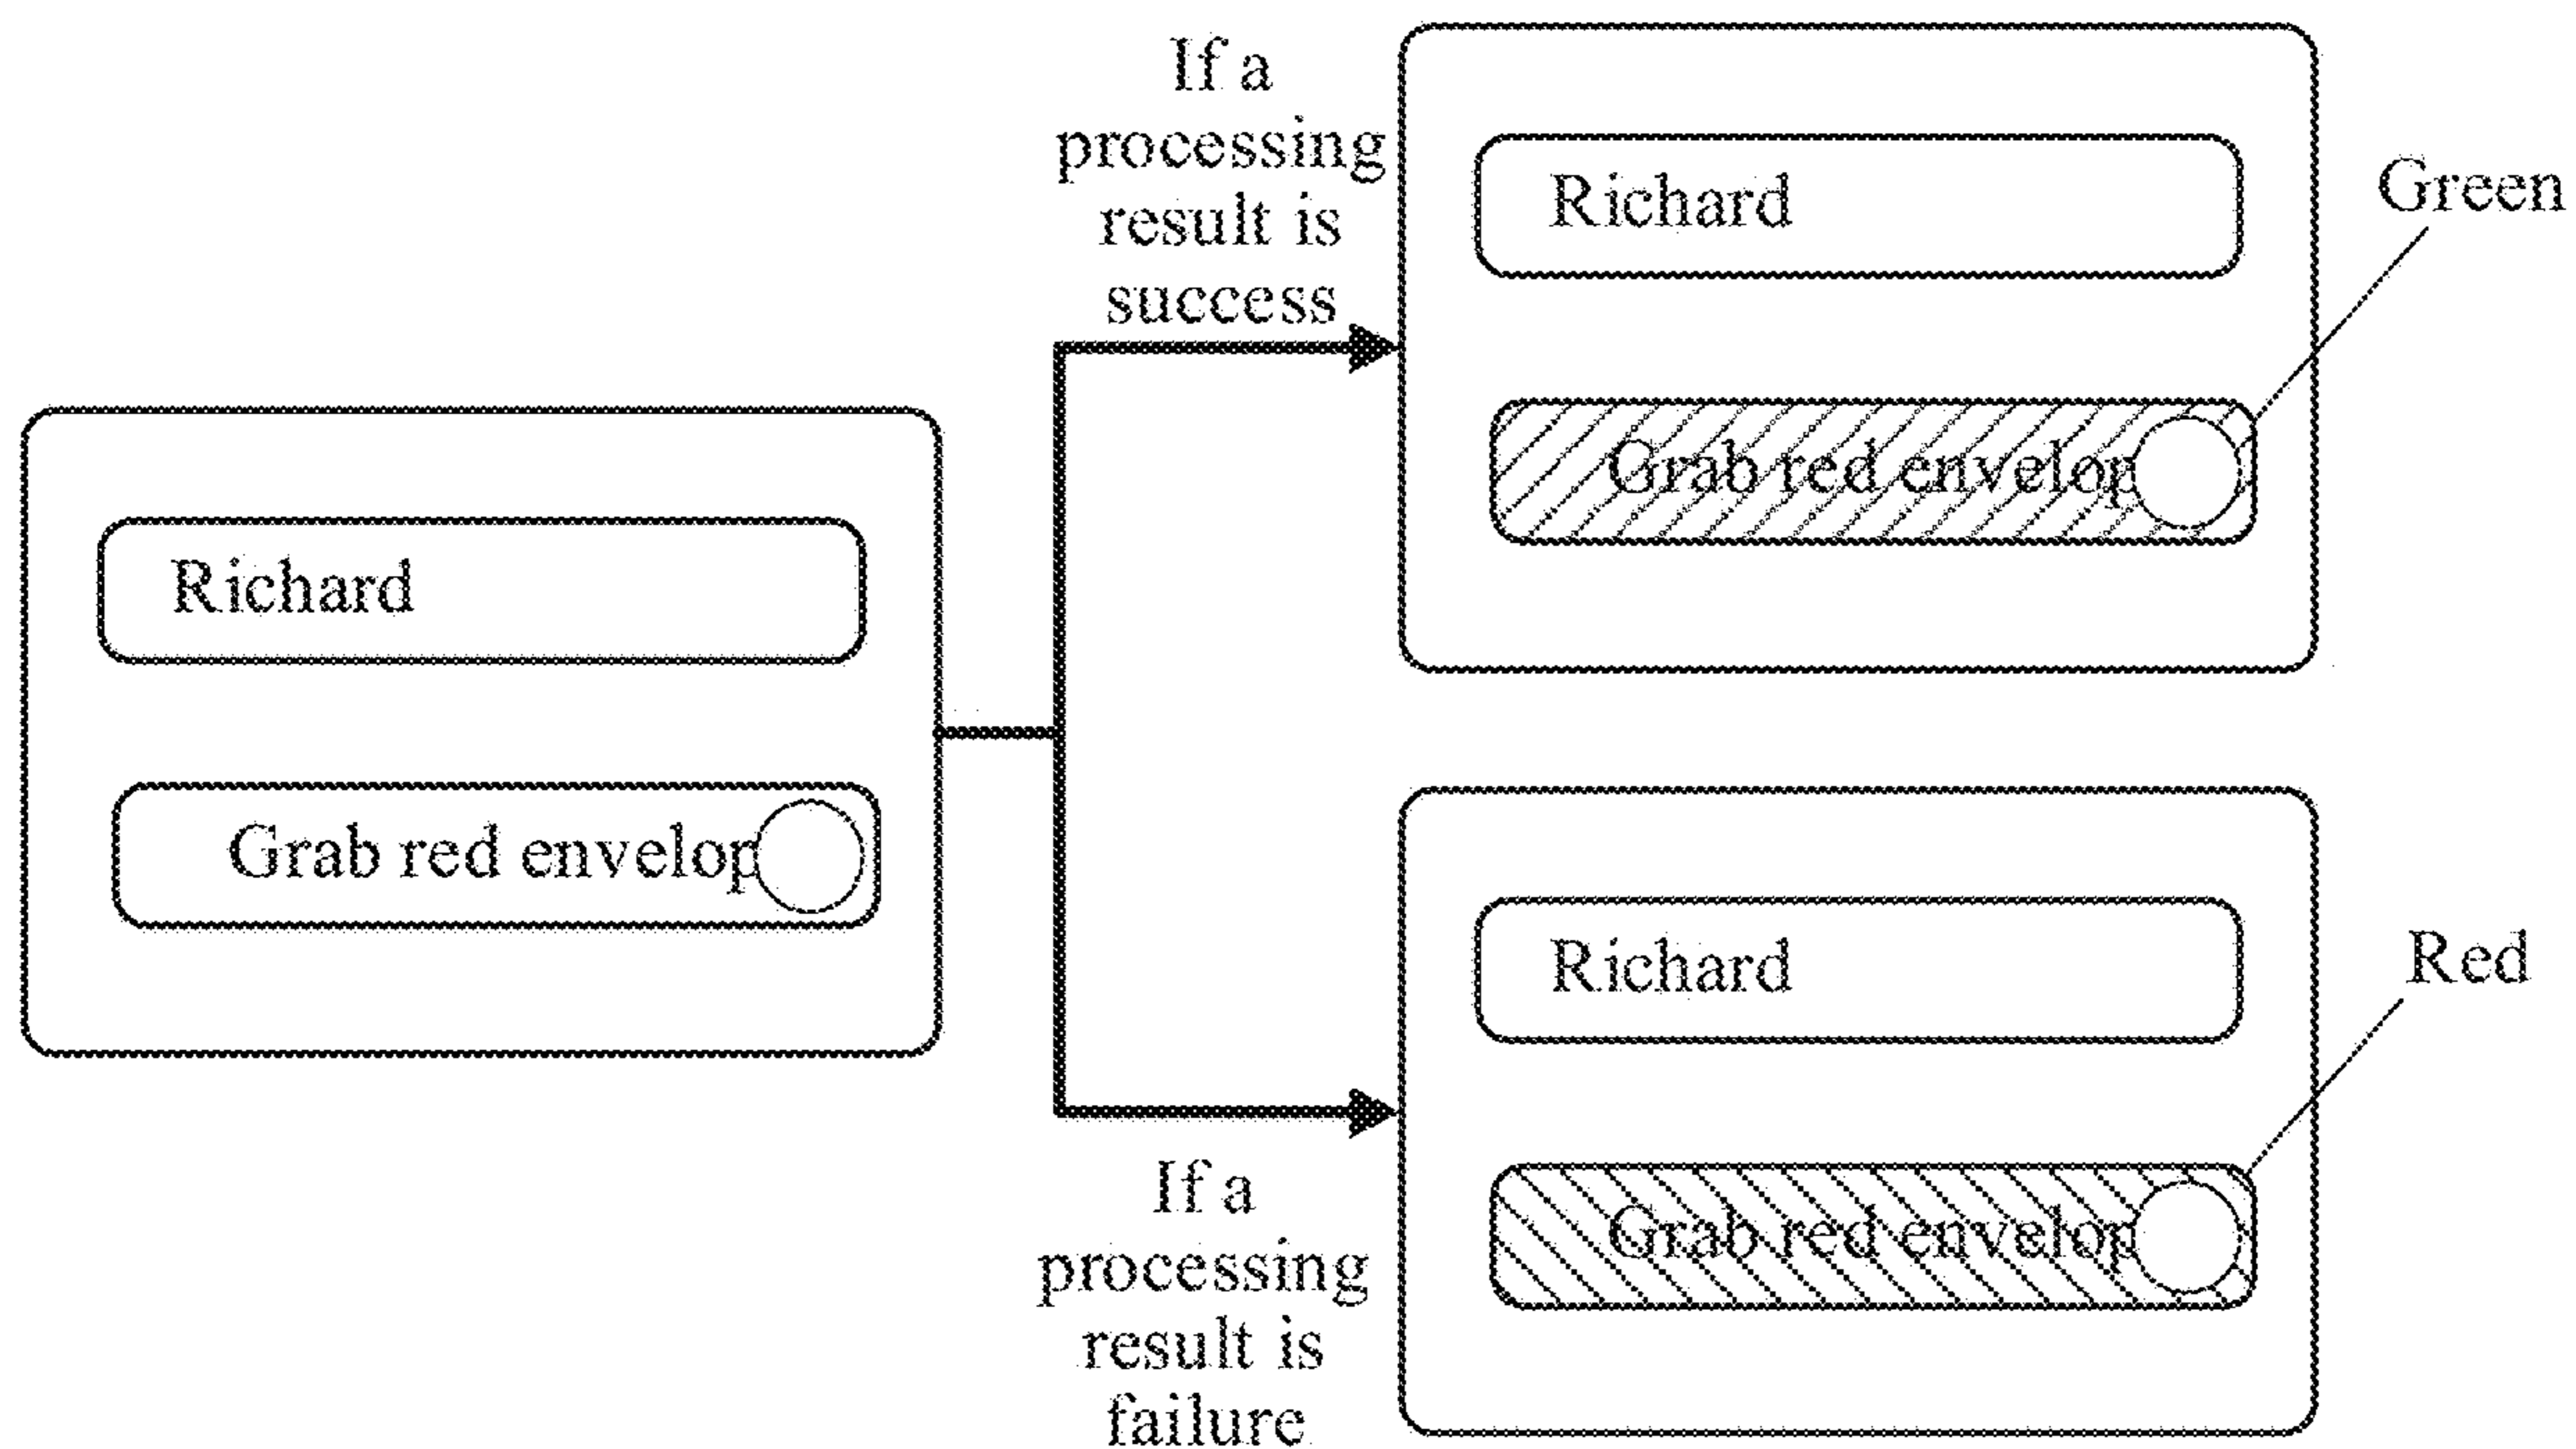 Richard
Grab red envelop
If a
processing
result is
success
Richard
Grab red envelop
Green
If a
processing
result is
failure
Richard
Grab red envelop
Red